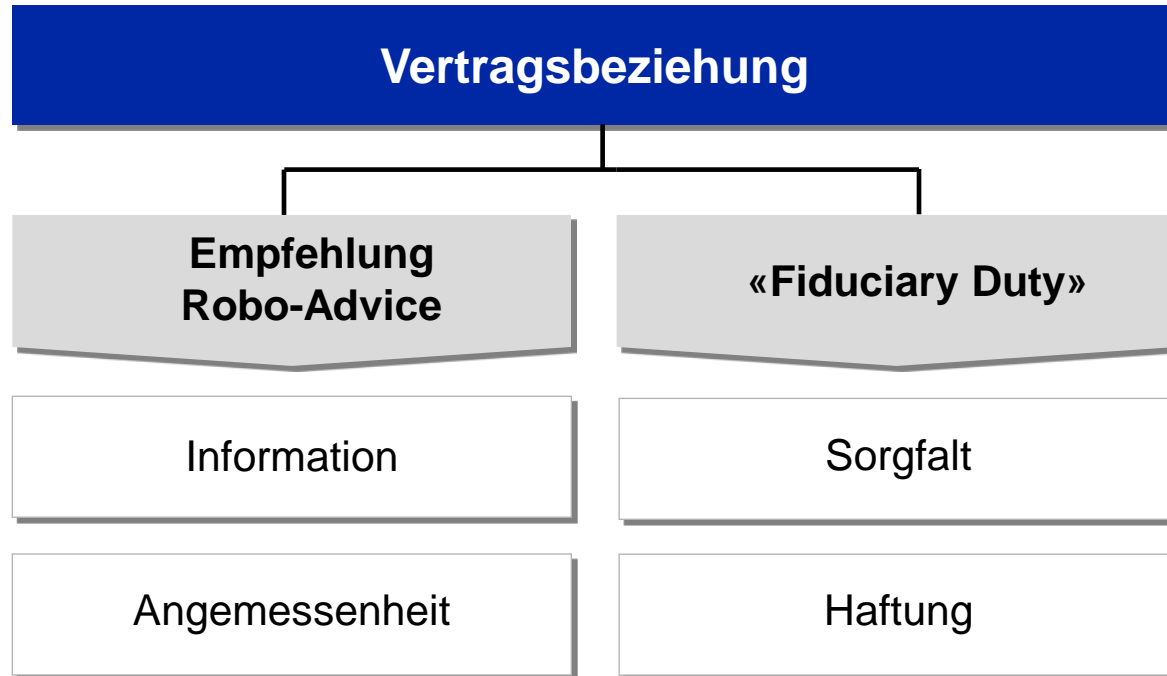 Vertragsbeziehung
Empfehlung
Robo-Advice
«Fiduciary Duty»
Information
Sorgfalt
Angemessenheit
Haftung